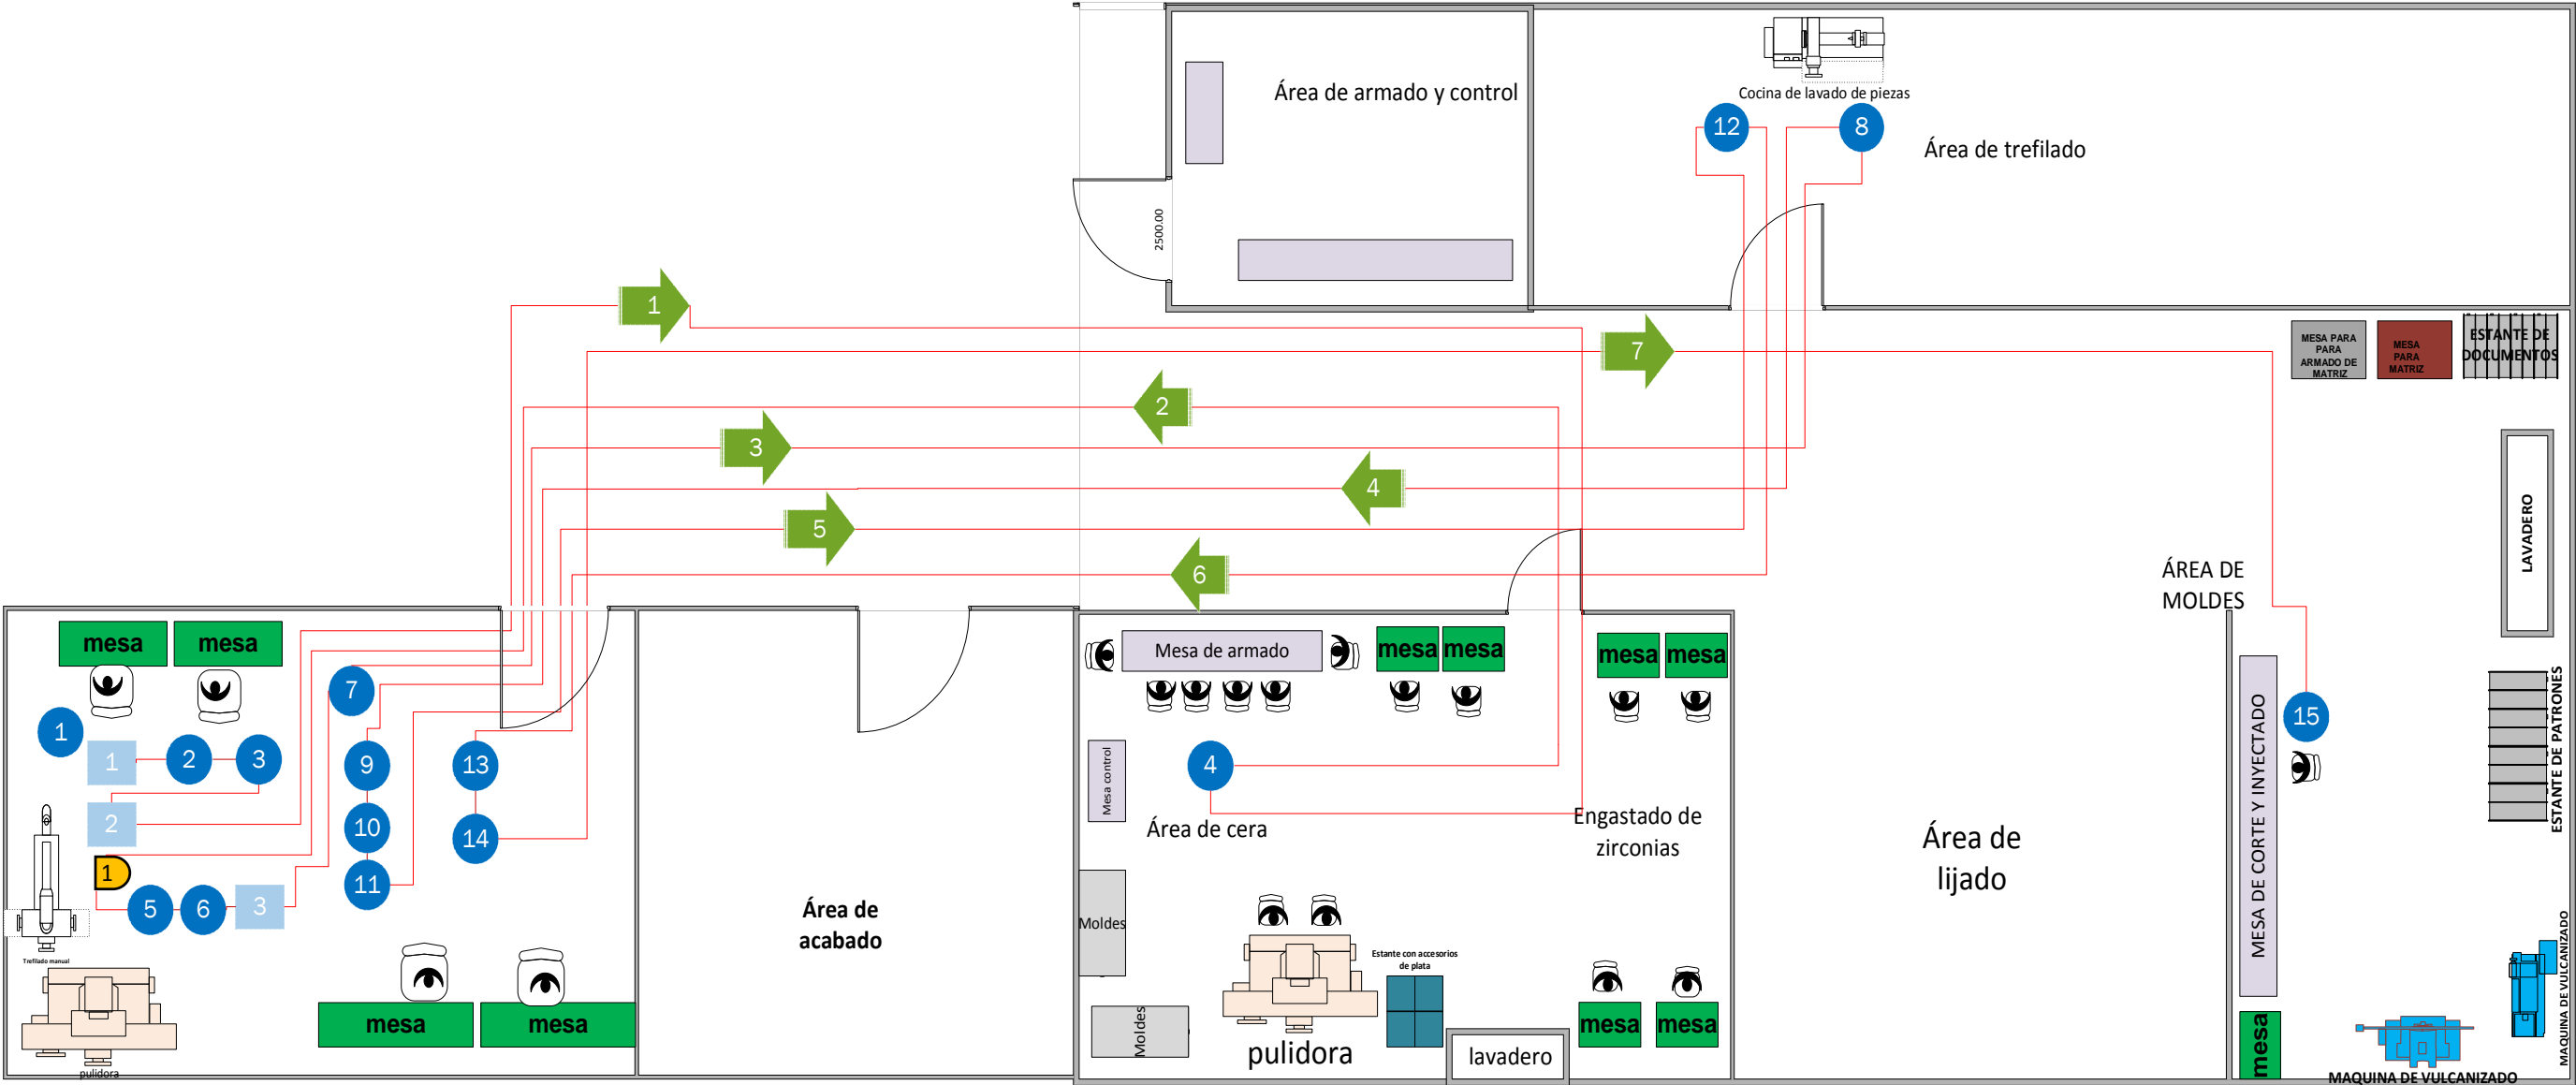 Área de armado y control
Cocina de lavado de piezas
12
8
Área de trefilado
2500.00
1
7
2
3
4
5
6
MESA PARA
PARA
ARMADO DE
MATRIZ
MESA
PARA
MATRIZ
ESTANTE DE
DOCUMENTOS
LAVADERO
ÁREA DE
MOLDES
mesa
mesa
7
1
1
2
3
2
9
13
10
14
1
11
5
6
3
Trefilado manual
pulidora
mesa
mesa
Área de
acabado
Mesa de armado
mesa
mesa
mesa
mesa
Mesa control
4
Área de cera
Engastado de
zirconias
Moldes
Moldes
Estante con accesorios
de plata
pulidora
lavadero
mesa
mesa
Área de
lijado
MESA DE CORTE Y INYECTADO
15
ESTANTE DE PATRONES
mesa
MAQUINA DE VULCANIZADO
MAQUINA DE VULCANIZADO